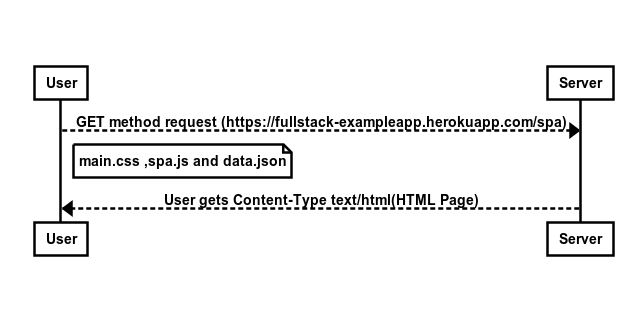 User
Server
GET method request (https://fullstack-exampleapp.herokuapp.com/spa)
main.css ,spa.js and data.json
User gets Content-Type text/html(HTML Page)
User
Server